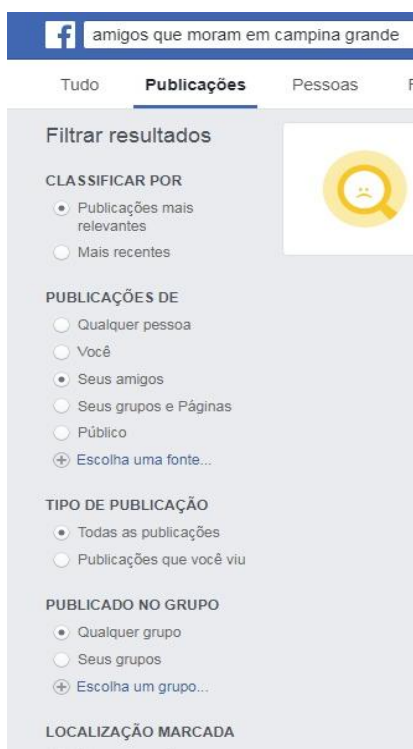 f amigos que moram em campina grande
Tudo Publicações Pessoas
Filtrar resultados
CLASSIFICAR POR
Publicações mais
relevantes
Mais recentes
PUBLICAÇÕES DE
Qualquer pessoa
Você
Seus amigos
Seus grupos e Páginas
Público
Escolha uma fonte...
TIPO DE PUBLICAÇÃO
Todas as publicações
Publicações que você viu
PUBLICADO NO GRUPO
Qualquer grupo
Seus grupos
Escolha um grupo...
LOCALIZAÇÃO MARCADA